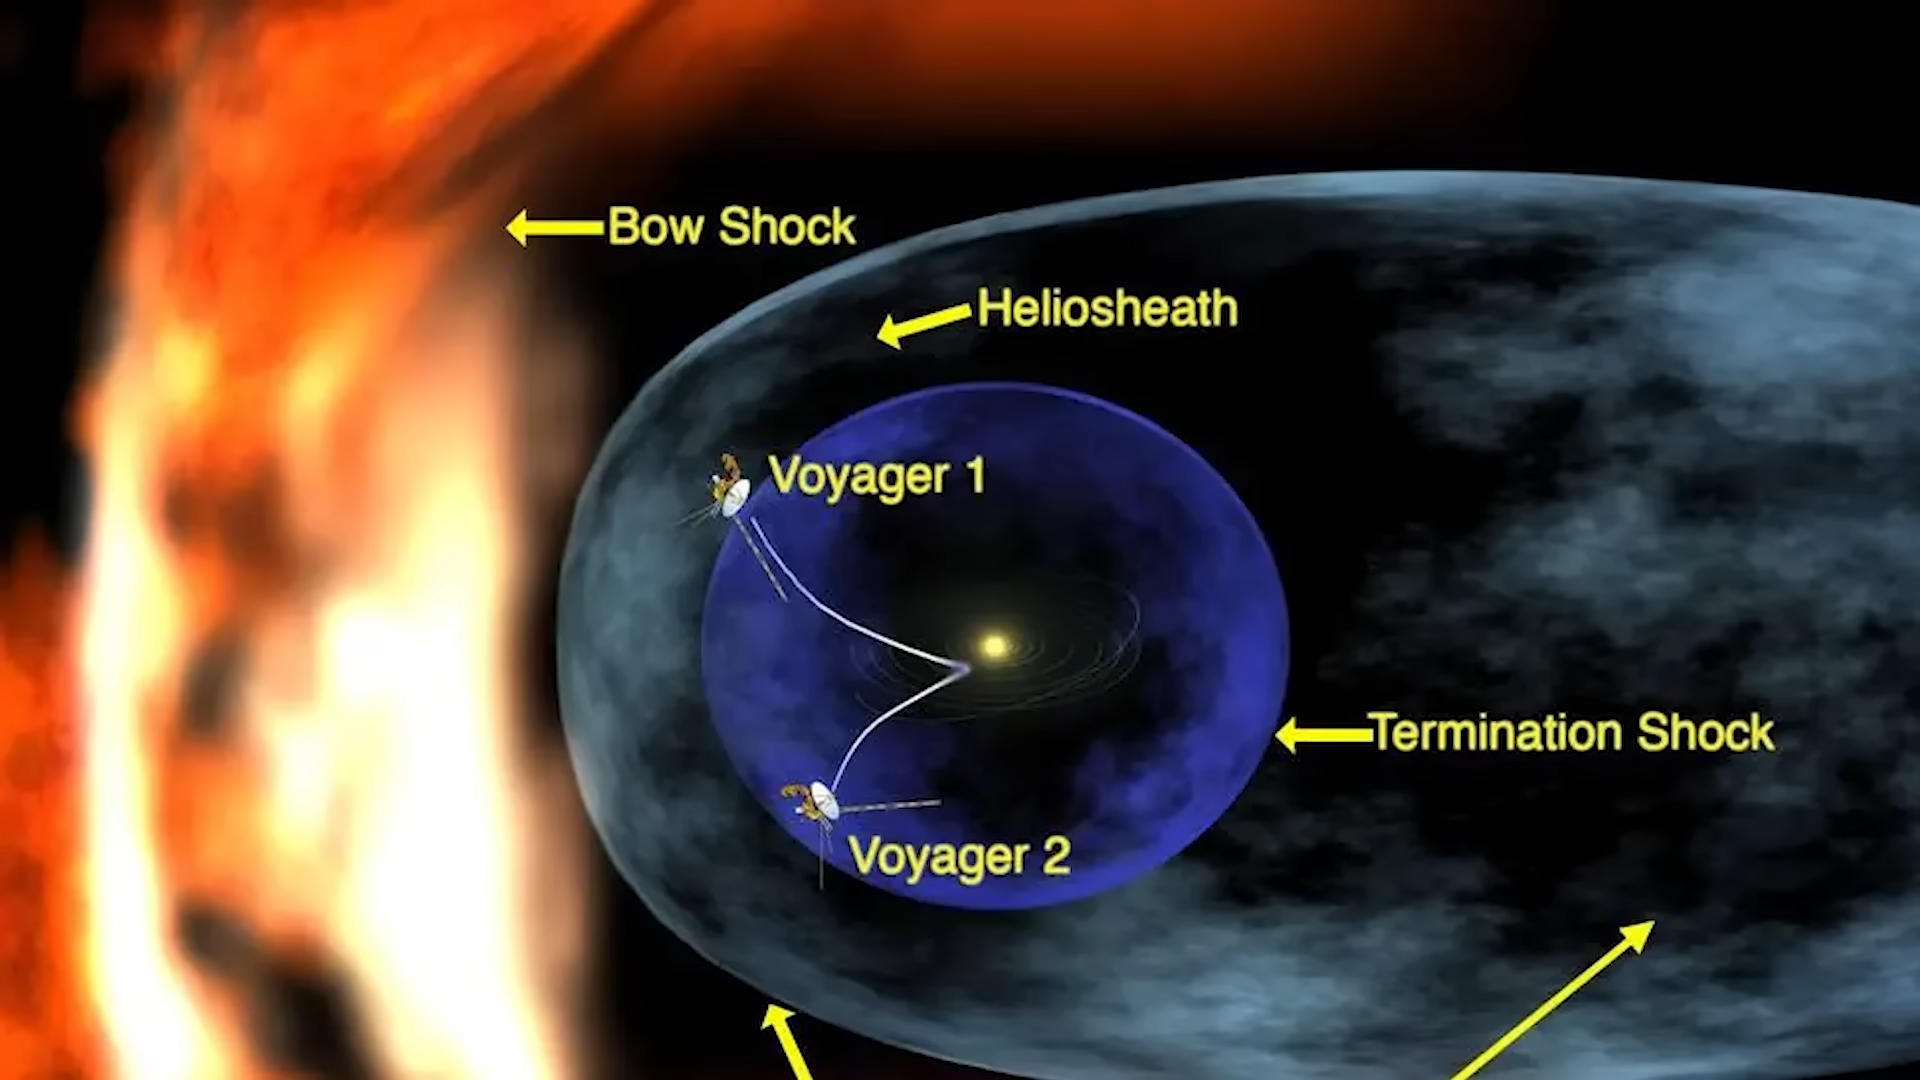 Bow Shock
Heliosheath
Voyager 1
Termination Shock
Voyager 2